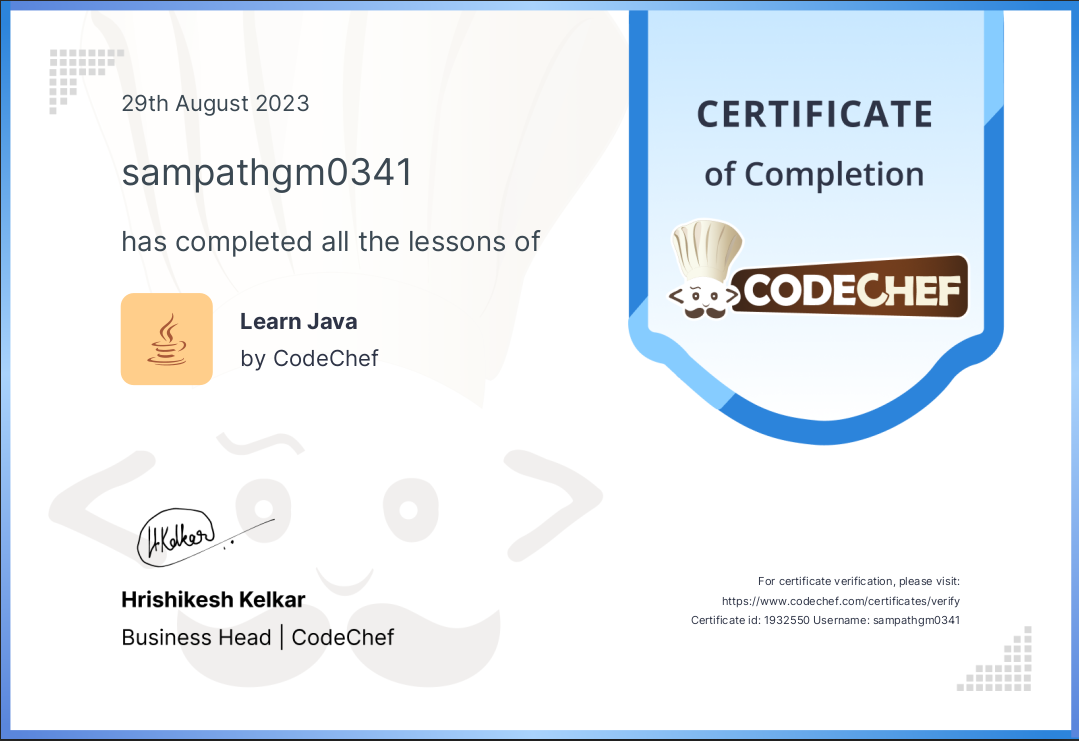 29th August 2023
sampathgm0341
has completed all the lessons of
Learn Java
by CodeChef
CERTIFICATE
of Completion
CODECHEF
HKelkar
Hrishikesh Kelkar
Business Head | CodeChef
For certificate verification, please visit:
https://www.codechef.com/certificates/verify
Certificate id: 1932550 Username: sampathgm0341